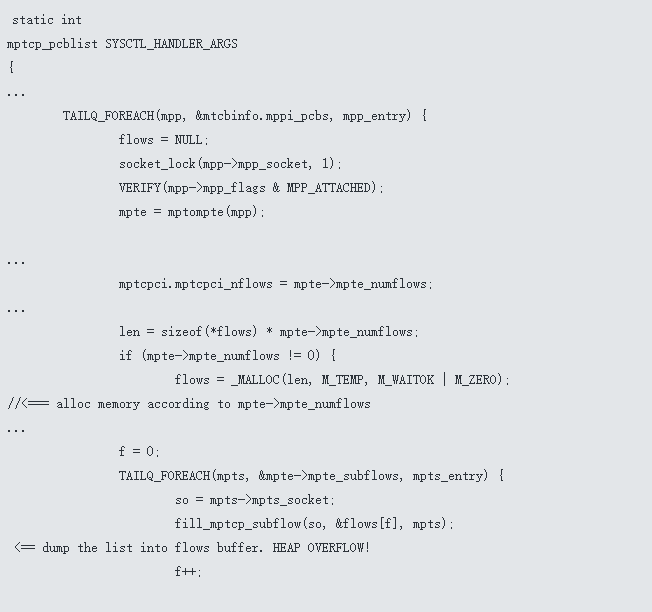 static int
mptcp_pcblist SYSCTL_HANDLER_ARGS
{
...
TAILQ_FOREACH(mpp, &mtcbinfo.mppi_pcbs, mpp_entry) {
flows = NULL;
socket_lock(mpp->mpp_socket, 1);
VERIFY(mpp->mpp_flags & MPP_ATTACHED);
mpte = mptompte(mpp);
...
mptcpci.mptcpci_nflows = mpte->mpte_numflows;
...
len = sizeof(*flows) * mpte->mpte_numflows;
if (mpte->mpte_numflows != 0) {
flows = _MALLOC(len, M_TEMP, M_WAITOK | M_ZERO);
//<=== alloc memory according to mpte->mpte_numflows
...
f = 0;
TAILQ_FOREACH(mpts, &mpte->mpte_subflows, mpts_entry) {
so = mpts->mpts_socket;
fill_mptcp_subflow(so, &flows[f], mpts);
<== dump the list into flows buffer. HEAP OVERFLOW!
f++;